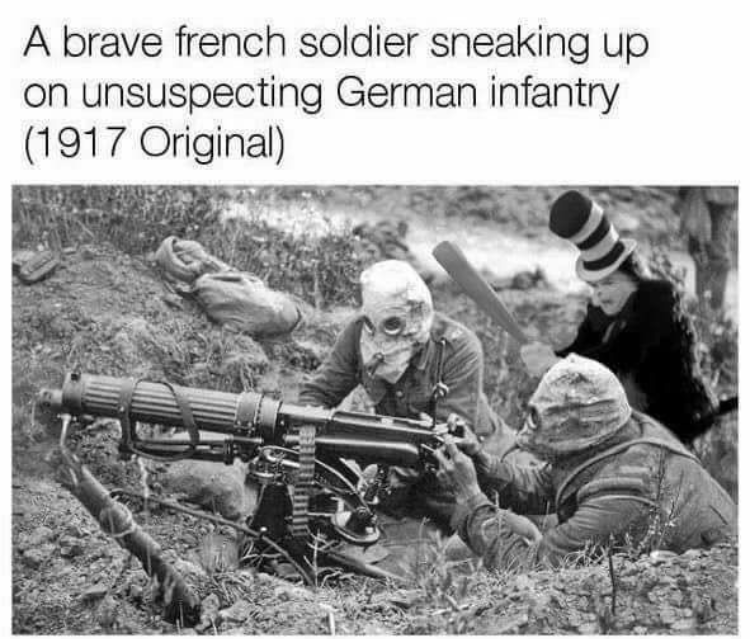 A brave french soldier sneaking up
on unsuspecting German infantry
(1917 Original)